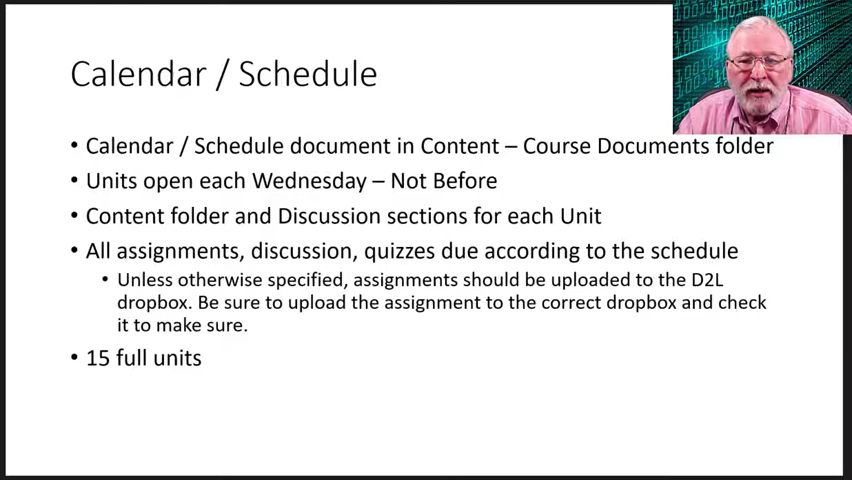 Calendar / Schedule
• Calendar / Schedule document in Content – Course Documents folder
• Units open each Wednesday – Not Before
• Content folder and Discussion sections for each Unit
• All assignments, discussion, quizzes due according to the schedule
• Unless otherwise specified, assignments should be uploaded to the D2L
dropbox. Be sure to upload the assignment to the correct dropbox and check
it to make sure.
• 15 full units